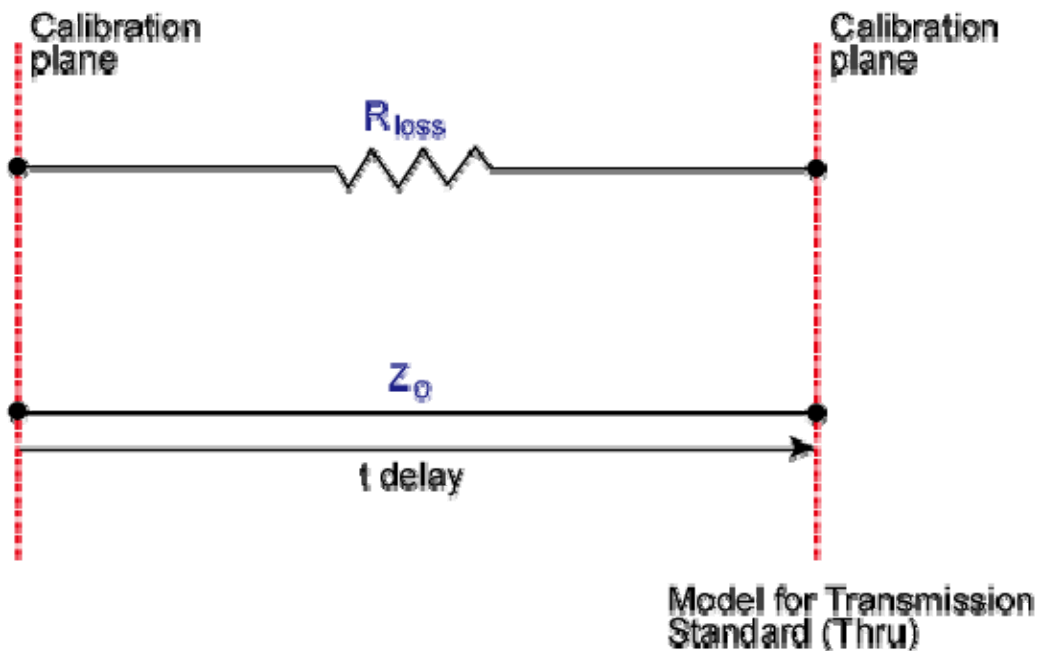 Calibration
plane
Calibration
plane
Rloss
Zo
t delay
Model for Transmission
Standard (Thru)